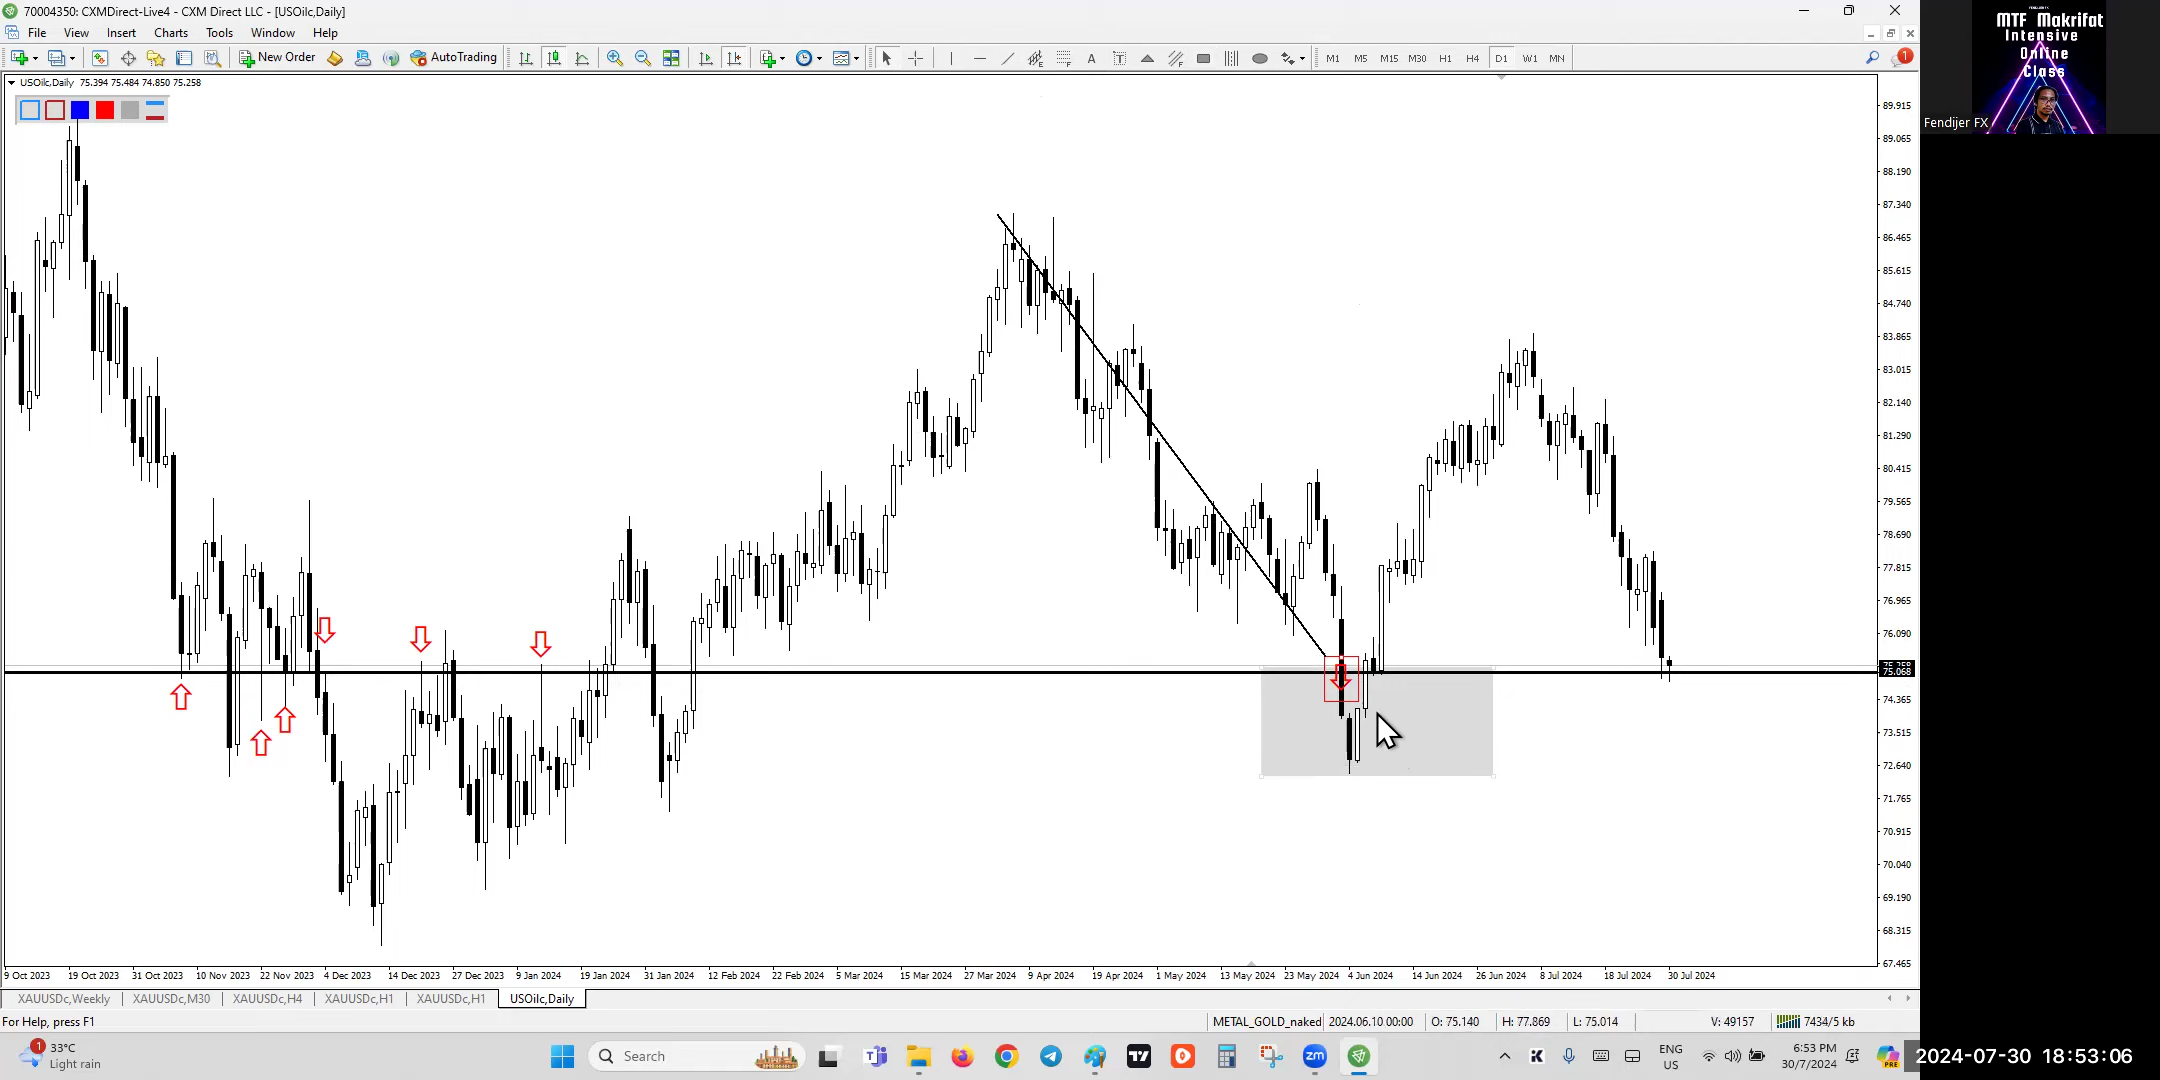 70004350: CXMDirect-Live4 - CXM Direct LLC - [USOilc,Daily]
File View Insert Charts Tools Window Help
New Order AutoTrading M1 M5 M15 M30 H1 H4 D1 W1 MN 1
USOilc,Daily 75.394 75.484 74.850 75.258
89.915
89.065
88.190
87.340
86.465
85.615
84.740
83.865
83.015
82.140
81.290
80.415
79.565
78.690
77.815
76.965
76.090
75.258
75.068
74.365
73.515
72.640
71.765
70.915
70.040
69.190
68.315
67.465
9 Oct 2023 19 Oct 2023 31 Oct 2023 10 Nov 2023 22 Nov 2023 4 Dec 2023 14 Dec 2023 27 Dec 2023 9 Jan 2024 19 Jan 2024 31 Jan 2024 12 Feb 2024 22 Feb 2024 5 Mar 2024 15 Mar 2024 27 Mar 2024 9 Apr 2024 19 Apr 2024 1 May 2024 13 May 2024 23 May 2024 4 Jun 2024 14 Jun 2024 26 Jun 2024 8 Jul 2024 18 Jul 2024 30 Jul 2024
XAUUSDc,Weekly XAUUSDc,M30 XAUUSDc,H4 XAUUSDc,H1 XAUUSDc,H1 USOilc,Daily
For Help, press F1 METAL_GOLD_naked 2024.06.10 00:00 O: 75.140 H: 77.869 L: 75.014 V: 49157 7434/5 kb
1 33°C
Light rain
Search
zm
ENG
US
6:53 PM
30/7/2024
PRE
2024-07-30 18:53:06
MTF Makrifat
Intensive
Online
Class
Fendijer FX